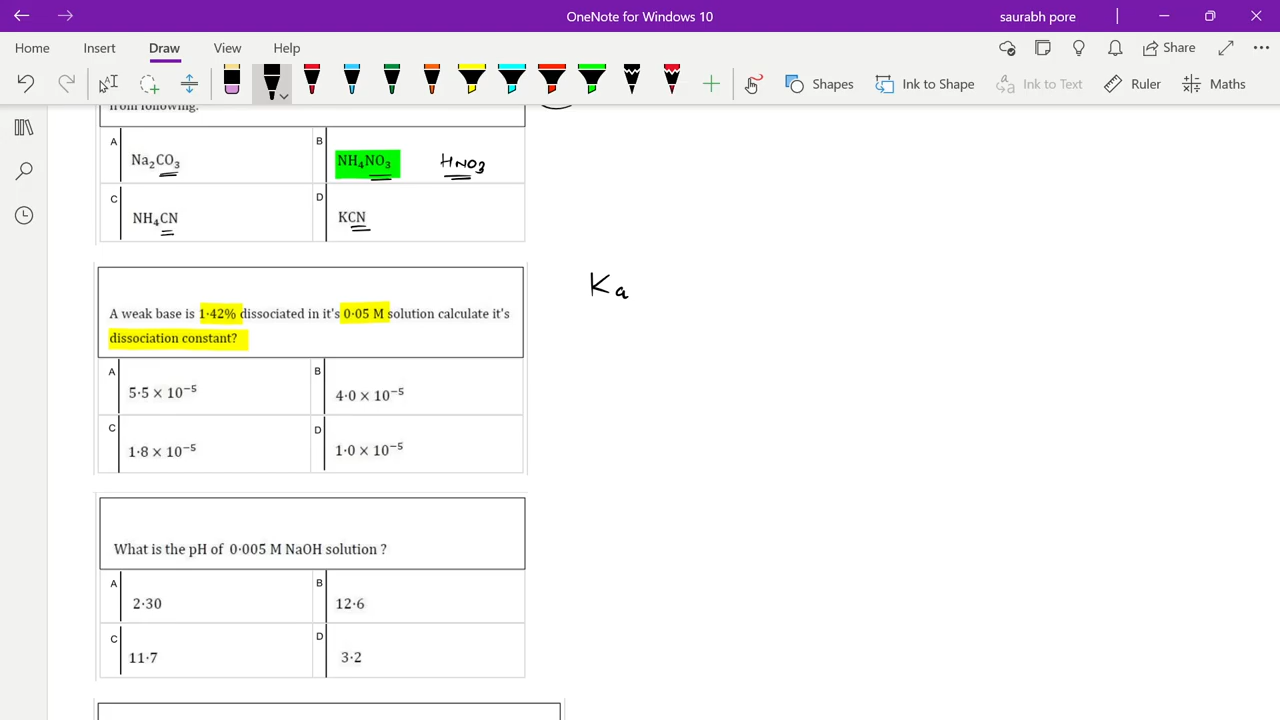 OneNote for Windows 10
saurabh pore
Home Insert Draw View Help
Share
Shapes Ink to Shape Ink to Text Ruler Maths
from following.
A Na₂CO₃
B NH₄NO₃ HNO₃
C NH₄CN
D KCN
A weak base is 1·42% dissociated in it's 0·05 M solution calculate it's
dissociation constant?
Ka
A 5·5 × 10⁻⁵
B 4·0 × 10⁻⁵
C 1·8 × 10⁻⁵
D 1·0 × 10⁻⁵
What is the pH of 0·005 M NaOH solution ?
A 2·30
B 12·6
C 11·7
D 3·2